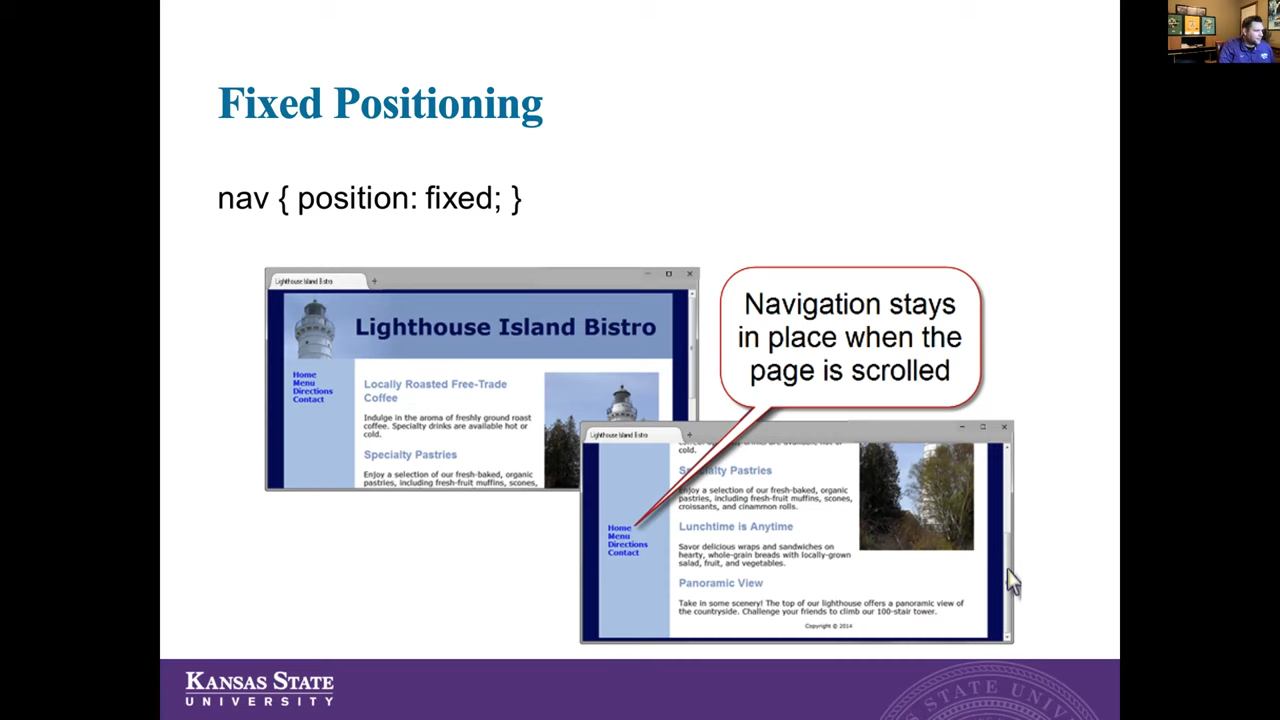 Fixed Positioning
nav { position: fixed; }
Lighthouse Island Bistro
Lighthouse Island Bistro
Home
Menu
Directions
Contact
Locally Roasted Free-Trade
Coffee
Indulge in the aroma of freshly ground roast
coffee. Specialty drinks are available hot or
cold.
Specialty Pastries
Enjoy a selection of our fresh-baked, organic
pastries, including fresh-fruit muffins, scones,
Navigation stays
in place when the
page is scrolled
Lighthouse Island Bistro
cold.
Specialty Pastries
Enjoy a selection of our fresh-baked, organic
pastries, including fresh-fruit muffins, scones,
croissants, and cinammon rolls.
Home
Menu
Directions
Contact
Lunchtime is Anytime
Savor delicious wraps and sandwiches on
hearty, whole-grain breads with locally-grown
salad, fruit, and vegetables.
Panoramic View
Take in some scenery! The top of our lighthouse offers a panoramic view of
the countryside. Challenge your friends to climb our 100-stair tower.
Copyright © 2014
KANSAS STATE
UNIVERSITY
STATE UNI